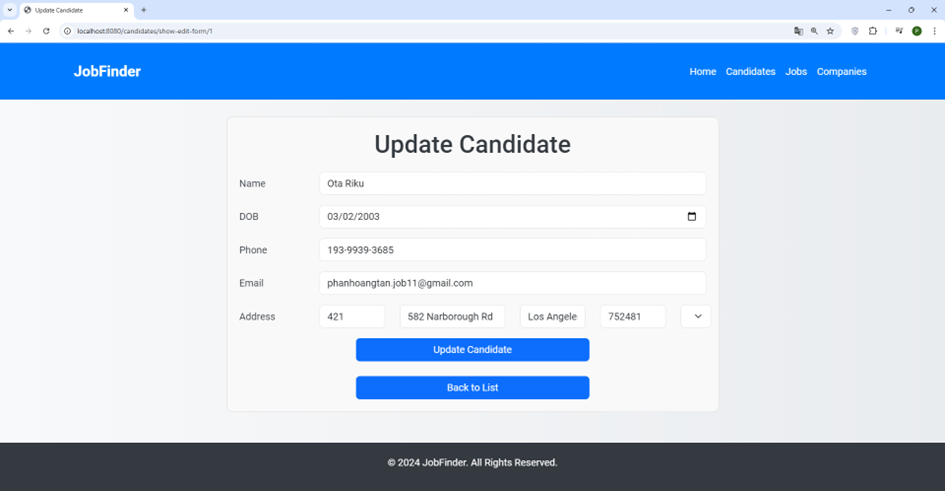 Update Candidate
localhost:8080/candidates/show-edit-form/1
JobFinder
Home Candidates Jobs Companies
Update Candidate
Name Ota Riku
DOB 03/02/2003
Phone 193-9939-3685
Email phanhoangtan.job11@gmail.com
Address 421 582 Narborough Rd Los Angele 752481
Update Candidate
Back to List
© 2024 JobFinder. All Rights Reserved.